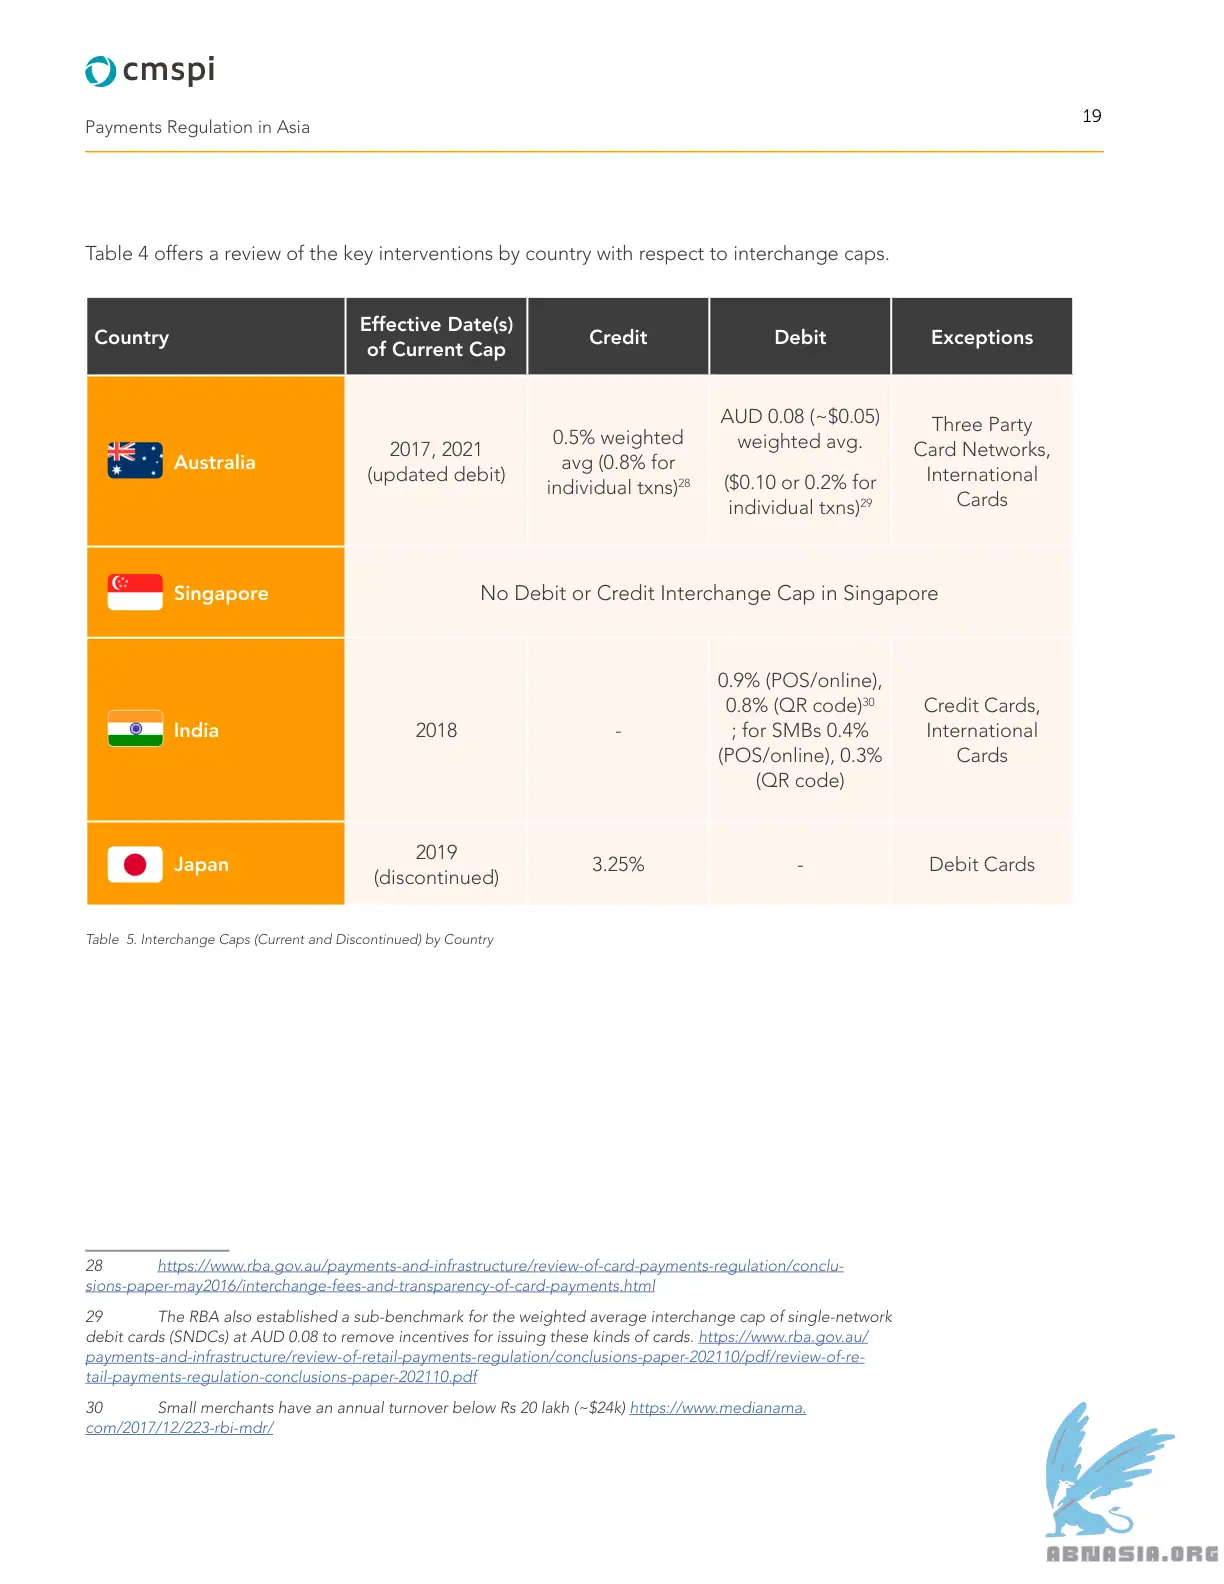 cmspi
Payments Regulation in Asia
19
Table 4 offers a review of the key interventions by country with respect to interchange caps.
Country
Effective Date(s)
of Current Cap
Credit
Debit
Exceptions
Australia
2017, 2021
(updated debit)
0.5% weighted
avg (0.8% for
individual txns)28
AUD 0.08 (~$0.05)
weighted avg.
($0.10 or 0.2% for
individual txns)29
Three Party
Card Networks,
International
Cards
Singapore
No Debit or Credit Interchange Cap in Singapore
India
2018
-
0.9% (POS/online),
0.8% (QR code)30
; for SMBs 0.4%
(POS/online), 0.3%
(QR code)
Credit Cards,
International
Cards
Japan
2019
(discontinued)
3.25%
-
Debit Cards
Table 5. Interchange Caps (Current and Discontinued) by Country
28 https://www.rba.gov.au/payments-and-infrastructure/review-of-card-payments-regulation/conclu-
sions-paper-may2016/interchange-fees-and-transparency-of-card-payments.html
29 The RBA also established a sub-benchmark for the weighted average interchange cap of single-network
debit cards (SNDCs) at AUD 0.08 to remove incentives for issuing these kinds of cards. https://www.rba.gov.au/
payments-and-infrastructure/review-of-retail-payments-regulation/conclusions-paper-202110/pdf/review-of-re-
tail-payments-regulation-conclusions-paper-202110.pdf
30 Small merchants have an annual turnover below Rs 20 lakh (~$24k) https://www.medianama.
com/2017/12/223-rbi-mdr/
ABNASIA.ORG